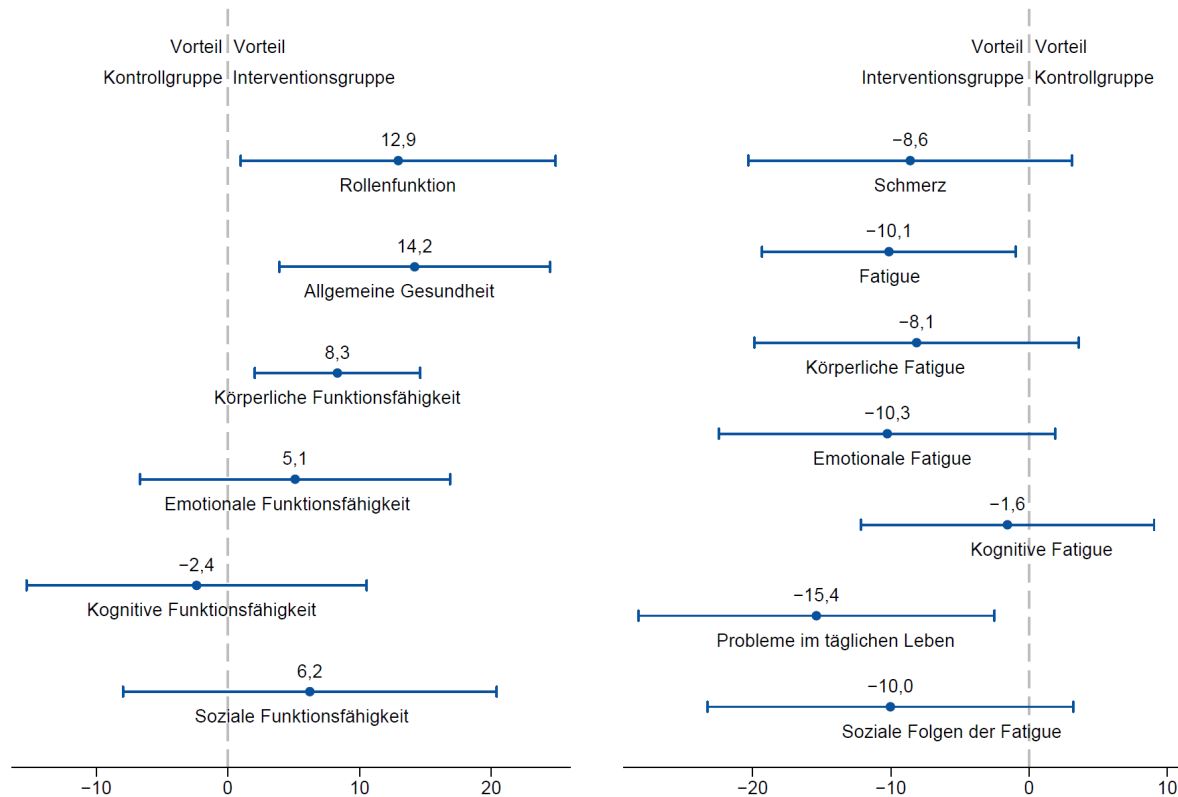 Vorteil Vorteil
Kontrollgruppe Interventionsgruppe
12,9
Rollenfunktion
14,2
Allgemeine Gesundheit
8,3
Körperliche Funktionsfähigkeit
5,1
Emotionale Funktionsfähigkeit
−2,4
Kognitive Funktionsfähigkeit
6,2
Soziale Funktionsfähigkeit
−10 0 10 20
Vorteil Vorteil
Interventionsgruppe Kontrollgruppe
−8,6
Schmerz
−10,1
Fatigue
−8,1
Körperliche Fatigue
−10,3
Emotionale Fatigue
−1,6
Kognitive Fatigue
−15,4
Probleme im täglichen Leben
−10,0
Soziale Folgen der Fatigue
−20 −10 0 10